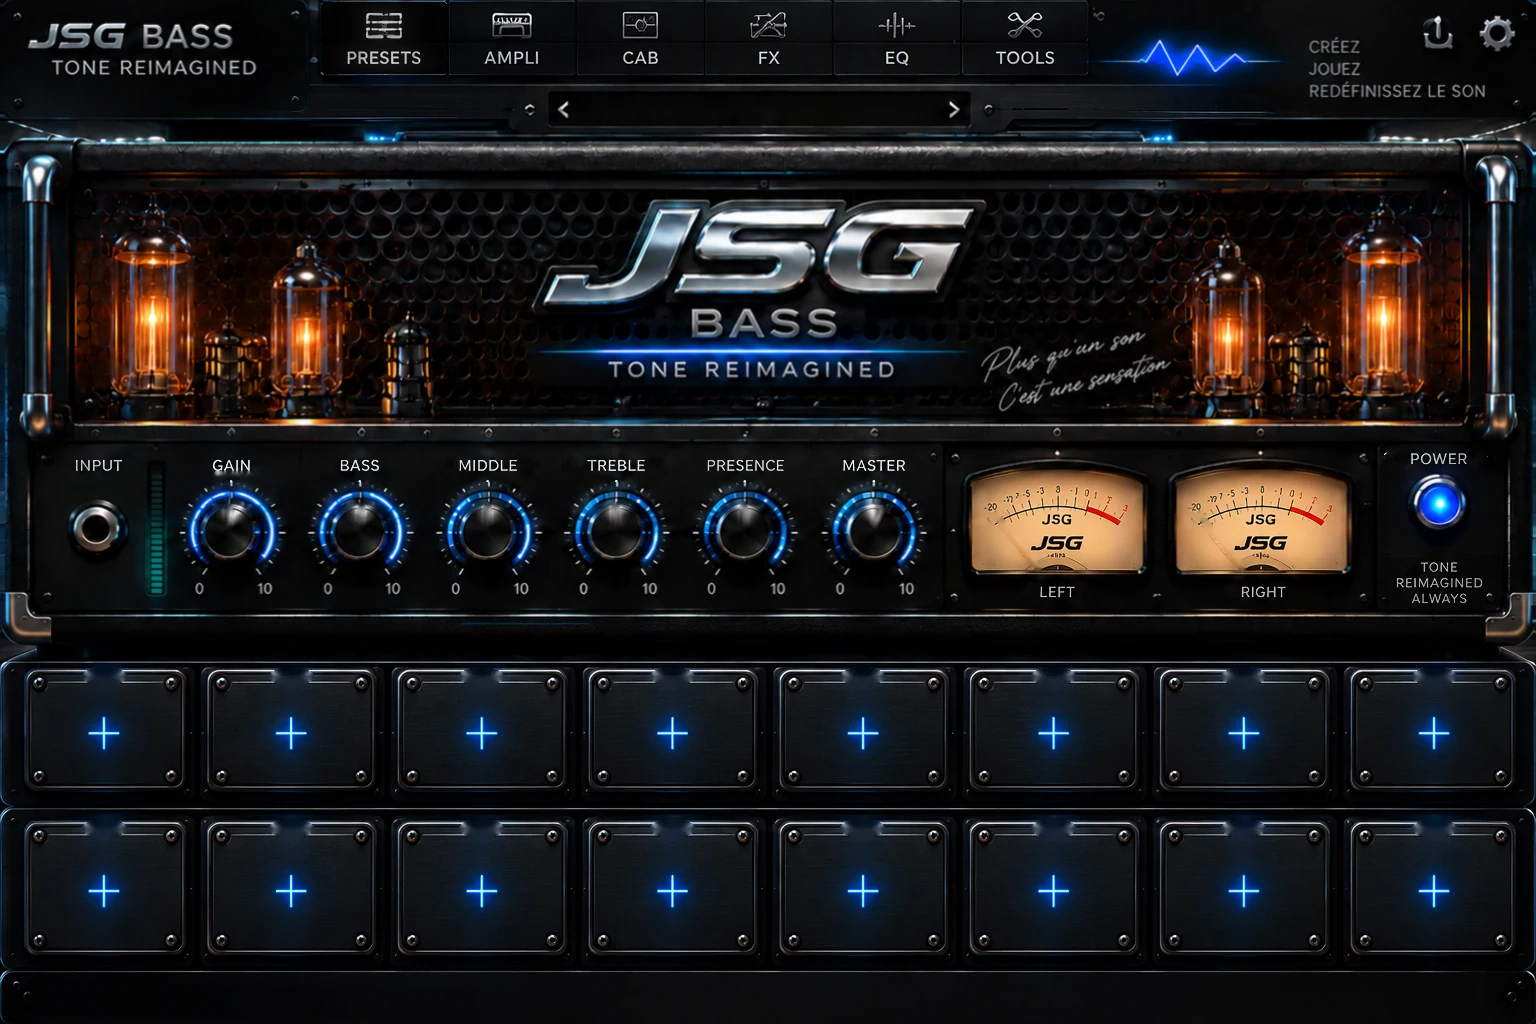 JSG BASS
TONE REIMAGINED
PRESETS
AMPLI
CAB
FX
EQ
TOOLS
CRÉEZ
JOUEZ
REDÉFINISSEZ LE SON
JSG
BASS
TONE REIMAGINED
Plus qu'un son
C'est une sensation
INPUT
GAIN
BASS
MIDDLE
TREBLE
PRESENCE
MASTER
POWER
0 10
0 10
0 10
0 10
0 10
0 10
JSG
JSG
LEFT
JSG
JSG
RIGHT
TONE
REIMAGINED
ALWAYS